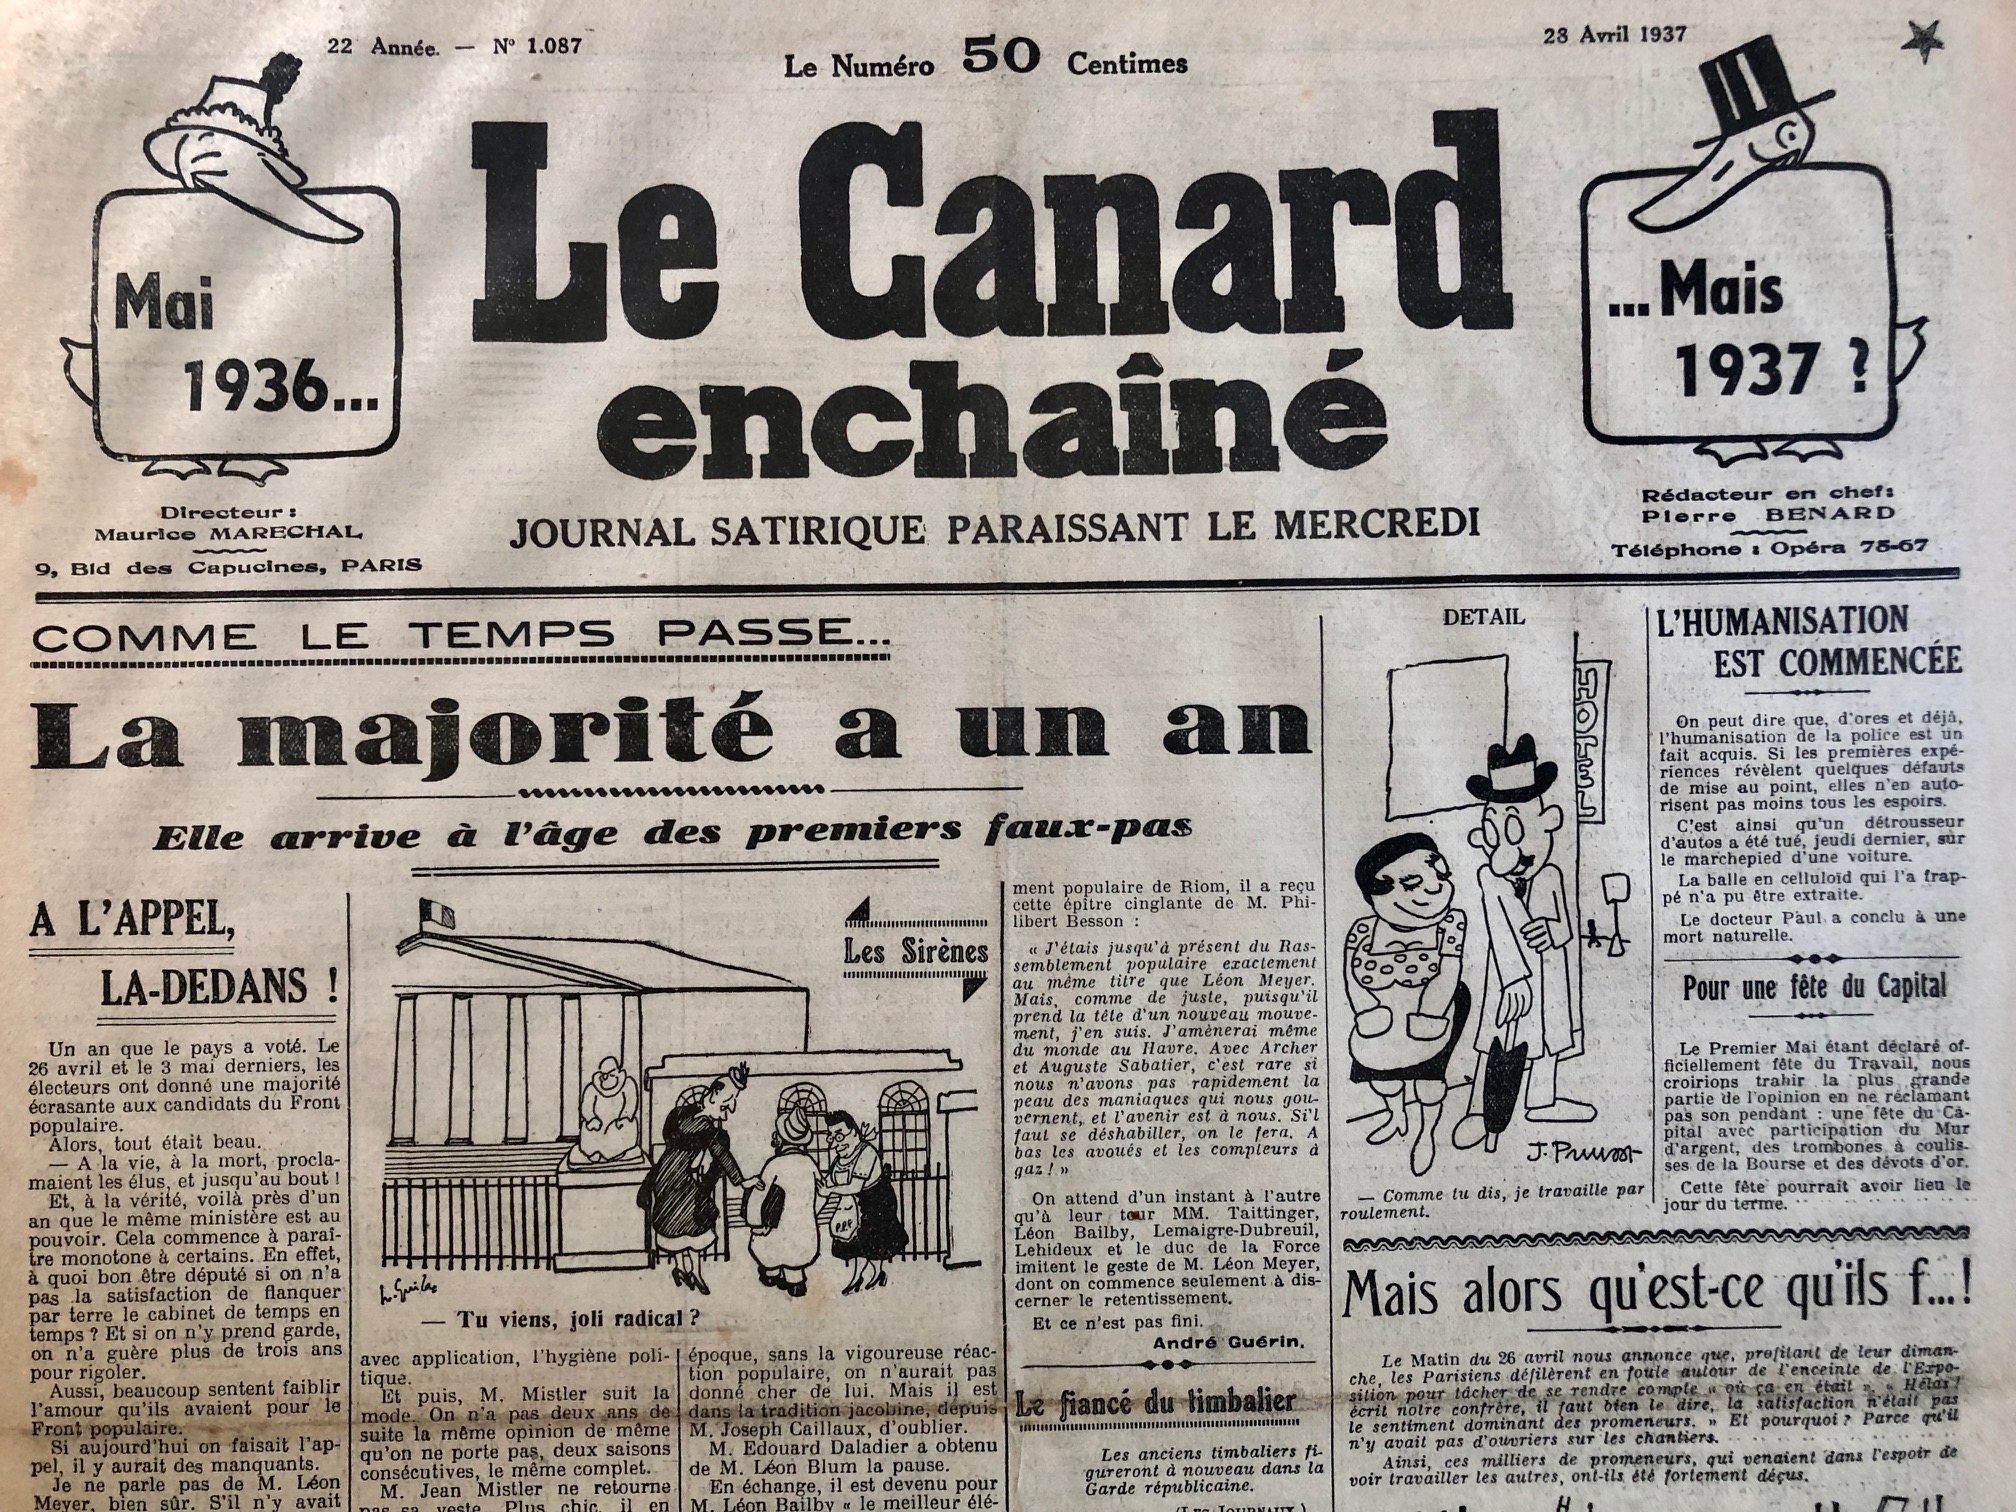 22 Année. — N° 1.087
Le Numéro 50 Centimes
28 Avril 1937
Mai
1936...
Le Canard
enchaîné
...Mais
1937 ?
Directeur :
Maurice MARECHAL
9, Bld des Capucines, PARIS
JOURNAL SATIRIQUE PARAISSANT LE MERCREDI
Rédacteur en chef :
Pierre BENARD
Téléphone : Opéra 75-67
COMME LE TEMPS PASSE...
La majorité a un an
Elle arrive à l'âge des premiers faux-pas
A L'APPEL,
LA-DEDANS !
Un an que le pays a voté. Le
26 avril et le 3 mai derniers, les
électeurs ont donné une majorité
écrasante aux candidats du Front
populaire.
Alors, tout était beau.
— A la vie, à la mort, procla-
maient les élus, et jusqu'au bout !
Et, à la vérité, voilà près d'un
an que le même ministère est au
pouvoir. Cela commence à paraî-
tre monotone à certains. En effet,
à quoi bon être député si on n'a
pas la satisfaction de flanquer
par terre le cabinet de temps en
temps ? Et si on n'y prend garde,
on n'a guère plus de trois ans
pour rigoler.
Aussi, beaucoup sentent faiblir
l'amour qu'ils avaient pour le
Front populaire.
Si aujourd'hui on faisait l'ap-
pel, il y aurait des manquants.
Je ne parle pas de M. Léon
Meyer, bien sûr. S'il n'y avait
Les Sirènes
P.P.F
— Tu viens, joli radical ?
avec application, l'hygiène poli-
tique.
Et puis, M. Mistler suit la
mode. On n'a pas deux ans de
suite la même opinion de même
qu'on ne porte pas, deux saisons
consécutives, le même complet.
M. Jean Mistler ne retourne
pas sa veste. Plus chic, il en
époque, sans la vigoureuse réac-
tion populaire, on n'aurait pas
donné cher de lui. Mais il est
dans la tradition jacobine, depuis
M. Joseph Caillaux, d'oublier.
M. Edouard Daladier a obtenu
de M. Léon Blum la pause.
En échange, il est devenu pour
M. Léon Bailby « le meilleur élé-
ment populaire de Riom, il a reçu
cette épître cinglante de M. Phi-
libert Besson :
« J'étais jusqu'à présent du Ras-
semblement populaire exactement
au même titre que Léon Meyer.
Mais, comme de juste, puisqu'il
prend la tête d'un nouveau mouve-
ment, j'en suis. J'amènerai même
du monde au Havre. Avec Archer
et Auguste Sabatier, c'est rare si
nous n'avons pas rapidement la
peau des maniaques qui nous gou-
vernent, et l'avenir est à nous. S'il
faut se déshabiller, on le fera. A
bas les avoués et les compteurs à
gaz ! »
On attend d'un instant à l'autre
qu'à leur tour MM. Taittinger,
Léon Bailby, Lemaigre-Dubreuil,
Lehideux et le duc de la Force
imitent le geste de M. Léon Meyer,
dont on commence seulement à dis-
cerner le retentissement.
Et ce n'est pas fini.
André Guérin.
Le fiancé du timbalier
Les anciens timbaliers fi-
gureront à nouveau dans la
Garde républicaine.
(Les Journaux.)
DETAIL
HOTEL
— Comme tu dis, je travaille par
roulement.
L'HUMANISATION
EST COMMENCÉE
On peut dire que, d'ores et déjà,
l'humanisation de la police est un
fait acquis. Si les premières expé-
riences révèlent quelques défauts
de mise au point, elles n'en auto-
risent pas moins tous les espoirs.
C'est ainsi qu'un détrousseur
d'autos a été tué, jeudi dernier, sur
le marchepied d'une voiture.
La balle en celluloïd qui l'a frap-
pé n'a pu être extraite.
Le docteur Paul a conclu à une
mort naturelle.
Pour une fête du Capital
Le Premier Mai étant déclaré of-
ficiellement fête du Travail, nous
croirions trahir la plus grande
partie de l'opinion en ne réclamant
pas son pendant : une fête du Ca-
pital avec participation du Mur
d'argent, des trombones à coulis-
ses de la Bourse et des dévots d'or.
Cette fête pourrait avoir lieu le
jour du terme.
Mais alors qu'est-ce qu'ils f...!
Le Matin du 26 avril nous annonce que, profitant de leur diman-
che, les Parisiens défilèrent en foule autour de l'enceinte de l'Expo-
sition pour tâcher de se rendre compte « où ça en était ». « Hélas !
écrit notre confrère, il faut bien le dire, la satisfaction n'était pas
le sentiment dominant des promeneurs. » Et pourquoi ? Parce qu'il
n'y avait pas d'ouvriers sur les chantiers.
Ainsi, ces milliers de promeneurs, qui venaient dans l'espoir de
voir travailler les autres, ont-ils été fortement déçus.